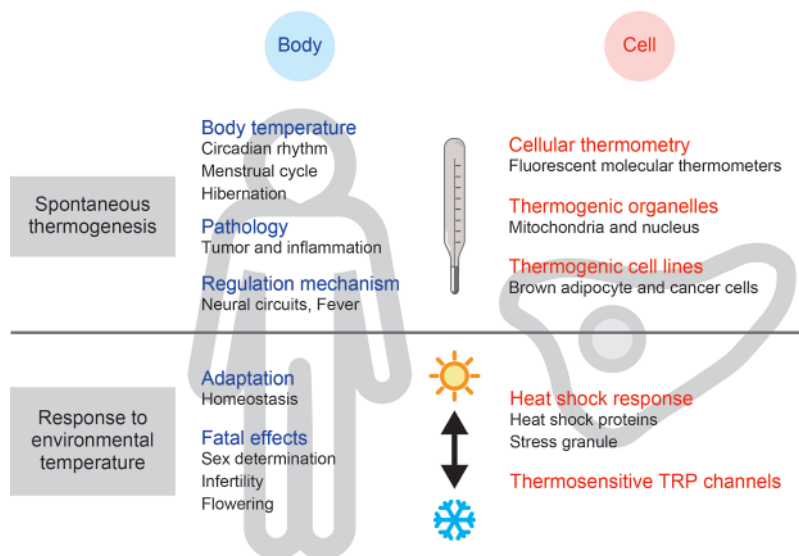 Body
Cell
Spontaneous
thermogenesis
Body temperature
Circadian rhythm
Menstrual cycle
Hibernation
Pathology
Tumor and inflammation
Regulation mechanism
Neural circuits, Fever
Cellular thermometry
Fluorescent molecular thermometers
Thermogenic organelles
Mitochondria and nucleus
Thermogenic cell lines
Brown adipocyte and cancer cells
Response to
environmental
temperature
Adaptation
Homeostasis
Fatal effects
Sex determination
Infertility
Flowering
Heat shock response
Heat shock proteins
Stress granule
Thermosensitive TRP channels